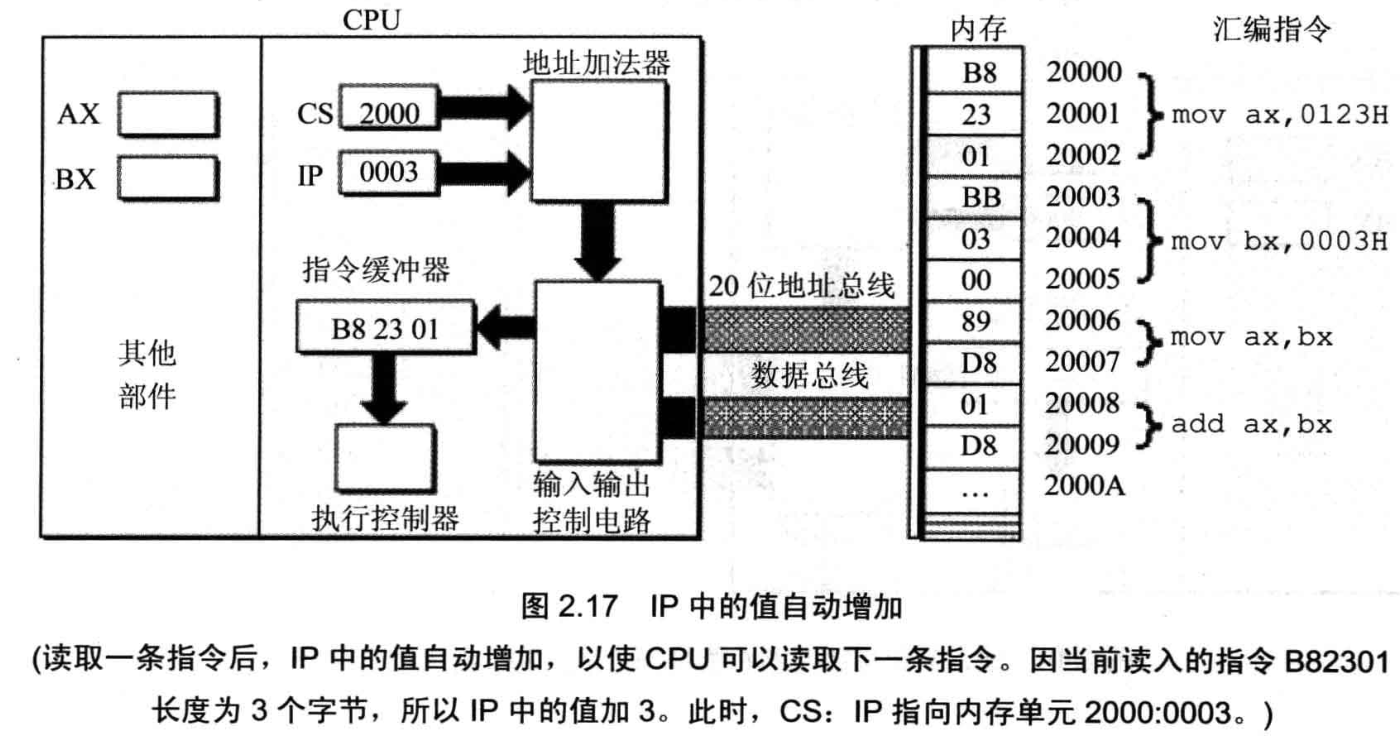 CPU
内存
汇编指令
地址加法器
AX
CS 2000
BX
IP 0003
指令缓冲器
B8 23 01
其他
部件
执行控制器
输入输出
控制电路
20 位地址总线
数据总线
B8 20000
23 20001 mov ax,0123H
01 20002
BB 20003
03 20004 mov bx,0003H
00 20005
89 20006
mov ax,bx
D8 20007
01 20008
add ax,bx
D8 20009
… 2000A
图 2.17 IP 中的值自动增加
(读取一条指令后，IP 中的值自动增加，以使 CPU 可以读取下一条指令。因当前读入的指令 B82301
长度为 3 个字节，所以 IP 中的值加 3。此时，CS：IP 指向内存单元 2000:0003。)